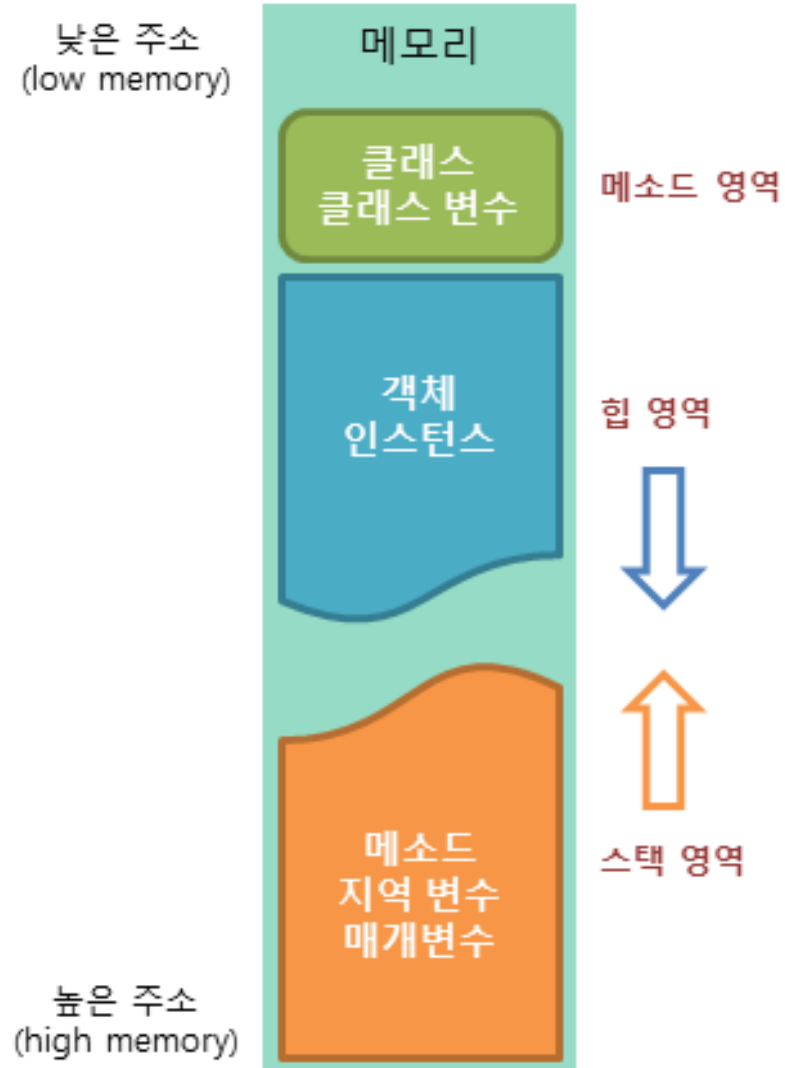 낮은 주소
(low memory)
메모리
클래스
클래스 변수
메소드 영역
객체
인스턴스
힙 영역
메소드
지역 변수
매개변수
스택 영역
높은 주소
(high memory)